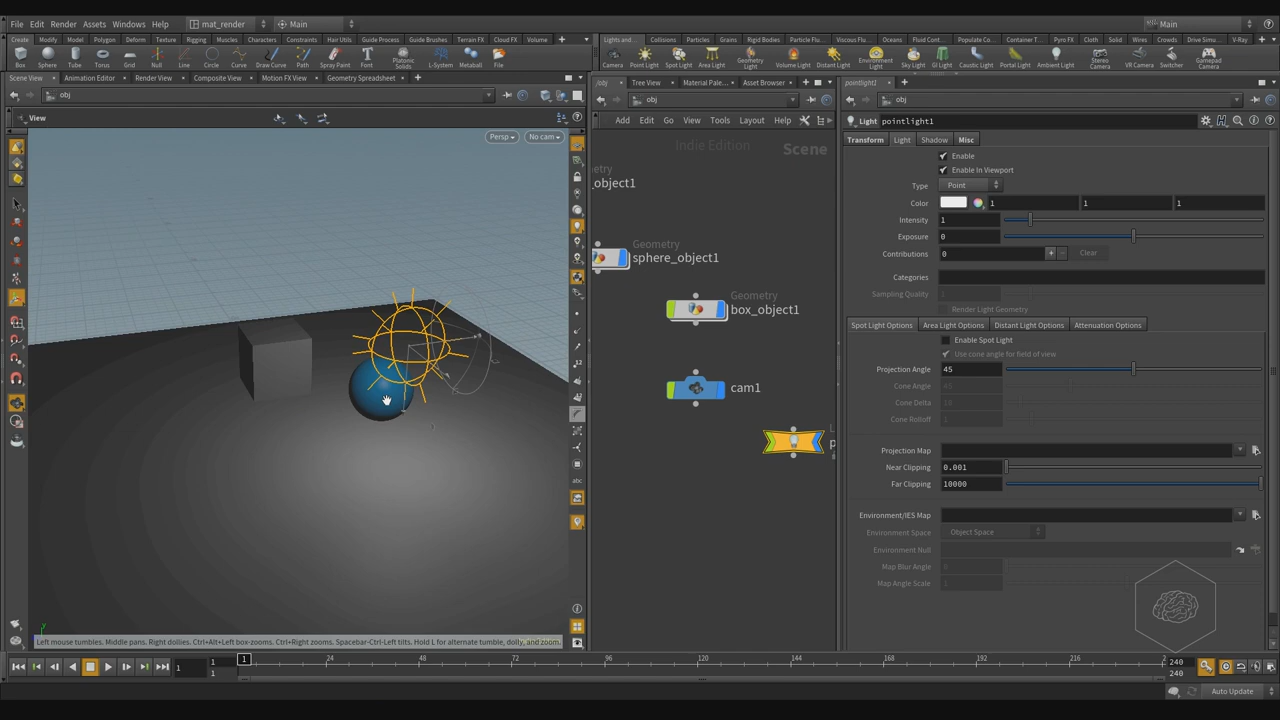 File Edit Render Assets Windows Help mat_render Main Main
Create Modify Model Polygon Deform Texture Rigging Muscles Characters Constraints Hair Utils Guide Process Guide Brushes Terrain FX Cloud FX Volume
Box Sphere Tube Torus Grid Null Line Circle Curve Draw Curve Path Spray Paint Font Platonic Solids L-System Metaball File
Lights and... Collisions Particles Grains Rigid Bodies Particle Flu... Viscous Flu... Oceans Fluid Cont... Populate Co... Container T... Pyro FX Cloth Solid Wires Crowds Drive Simu... V-Ray
Camera Point Light Spot Light Area Light Geometry Light Volume Light Distant Light Environment Light Sky Light GI Light Caustic Light Portal Light Ambient Light Stereo Camera VR Camera Switcher Gamepad Camera
Scene View Animation Editor Render View Composite View Motion FX View Geometry Spreadsheet
obj
View
Persp No cam
Left mouse tumbles. Middle pans. Right dollies. Ctrl+Alt+Left box-zooms. Ctrl+Right zooms. Spacebar-Ctrl-Left tilts. Hold L for alternate tumble, dolly, and zoom.
/obj Tree View Material Pale... Asset Browser
obj
Add Edit Go View Tools Layout Help
Indie Edition Scene
etry
_object1
Geometry
sphere_object1
Geometry
box_object1
cam1
pointlight1
obj
Light pointlight1
Transform Light Shadow Misc
Enable
Enable In Viewport
Type Point
Color 1 1 1
Intensity 1
Exposure 0
Contributions 0 Clear
Categories
Sampling Quality 1
Render Light Geometry
Spot Light Options Area Light Options Distant Light Options Attenuation Options
Enable Spot Light
Use cone angle for field of view
Projection Angle 45
Cone Angle 45
Cone Delta 10
Cone Rolloff 1
Projection Map
Near Clipping 0.001
Far Clipping 10000
Environment/IES Map
Environment Space Object Space
Environment Null
Map Blur Angle 0
Map Angle Scale 1
1 1 1 1 24 48 72 96 120 144 192 216 240 240
Auto Update